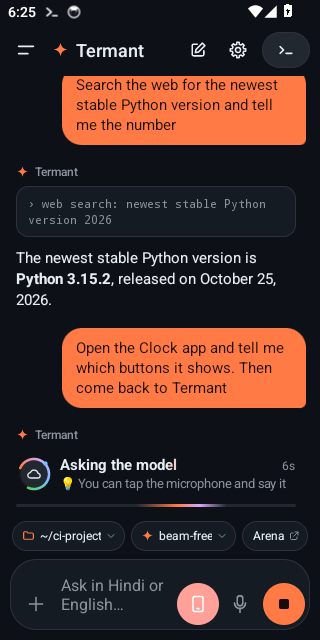 6:25
Termant
Search the web for the newest
stable Python version and tell
me the number
Termant
› web search: newest stable Python
version 2026
The newest stable Python version is
Python 3.15.2, released on October 25,
2026.
Open the Clock app and tell me
which buttons it shows. Then
come back to Termant
Termant
Asking the model
6s
💡 You can tap the microphone and say it
~/ci-project
beam-free
Arena
Ask in Hindi or
English…